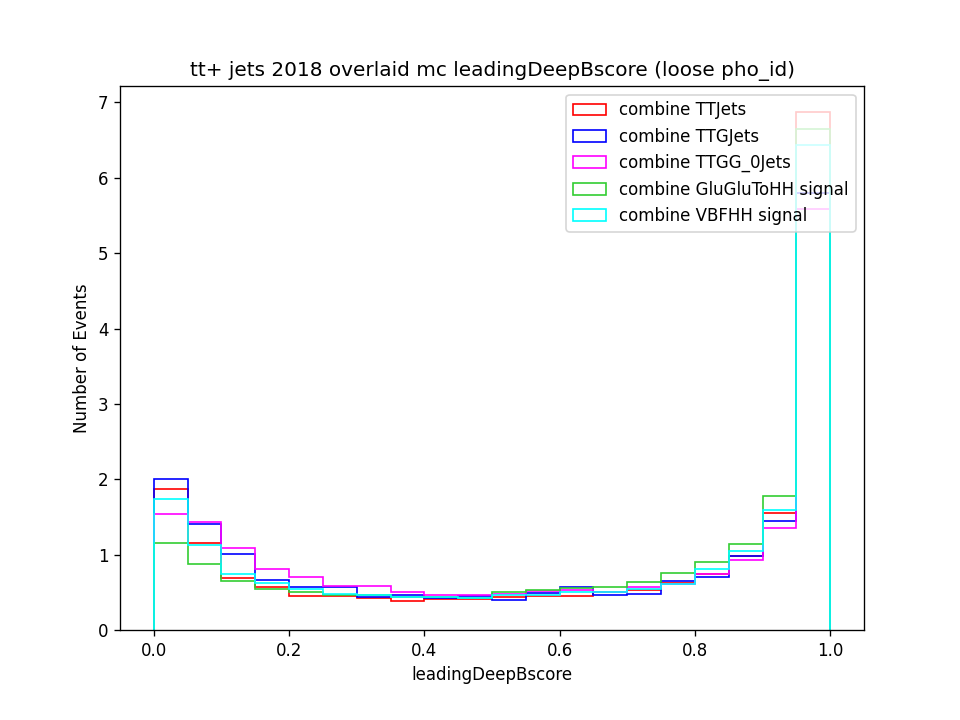 tt+ jets 2018 overlaid mc leadingDeepBscore (loose pho_id)
combine TTJets
combine TTGJets
combine TTGG_0Jets
combine GluGluToHH signal
combine VBFHH signal
Number of Events
7
6
5
4
3
2
1
0
0.0 0.2 0.4 0.6 0.8 1.0
leadingDeepBscore